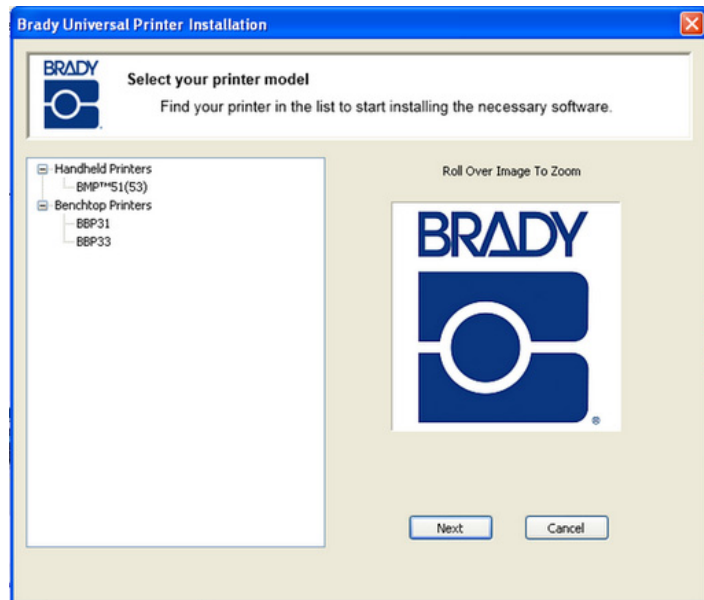 Brady Universal Printer Installation
BRADY
Select your printer model
Find your printer in the list to start installing the necessary software.
Handheld Printers
BMP™51(53)
Benchtop Printers
BBP31
BBP33
Roll Over Image To Zoom
BRADY
®
Next
Cancel